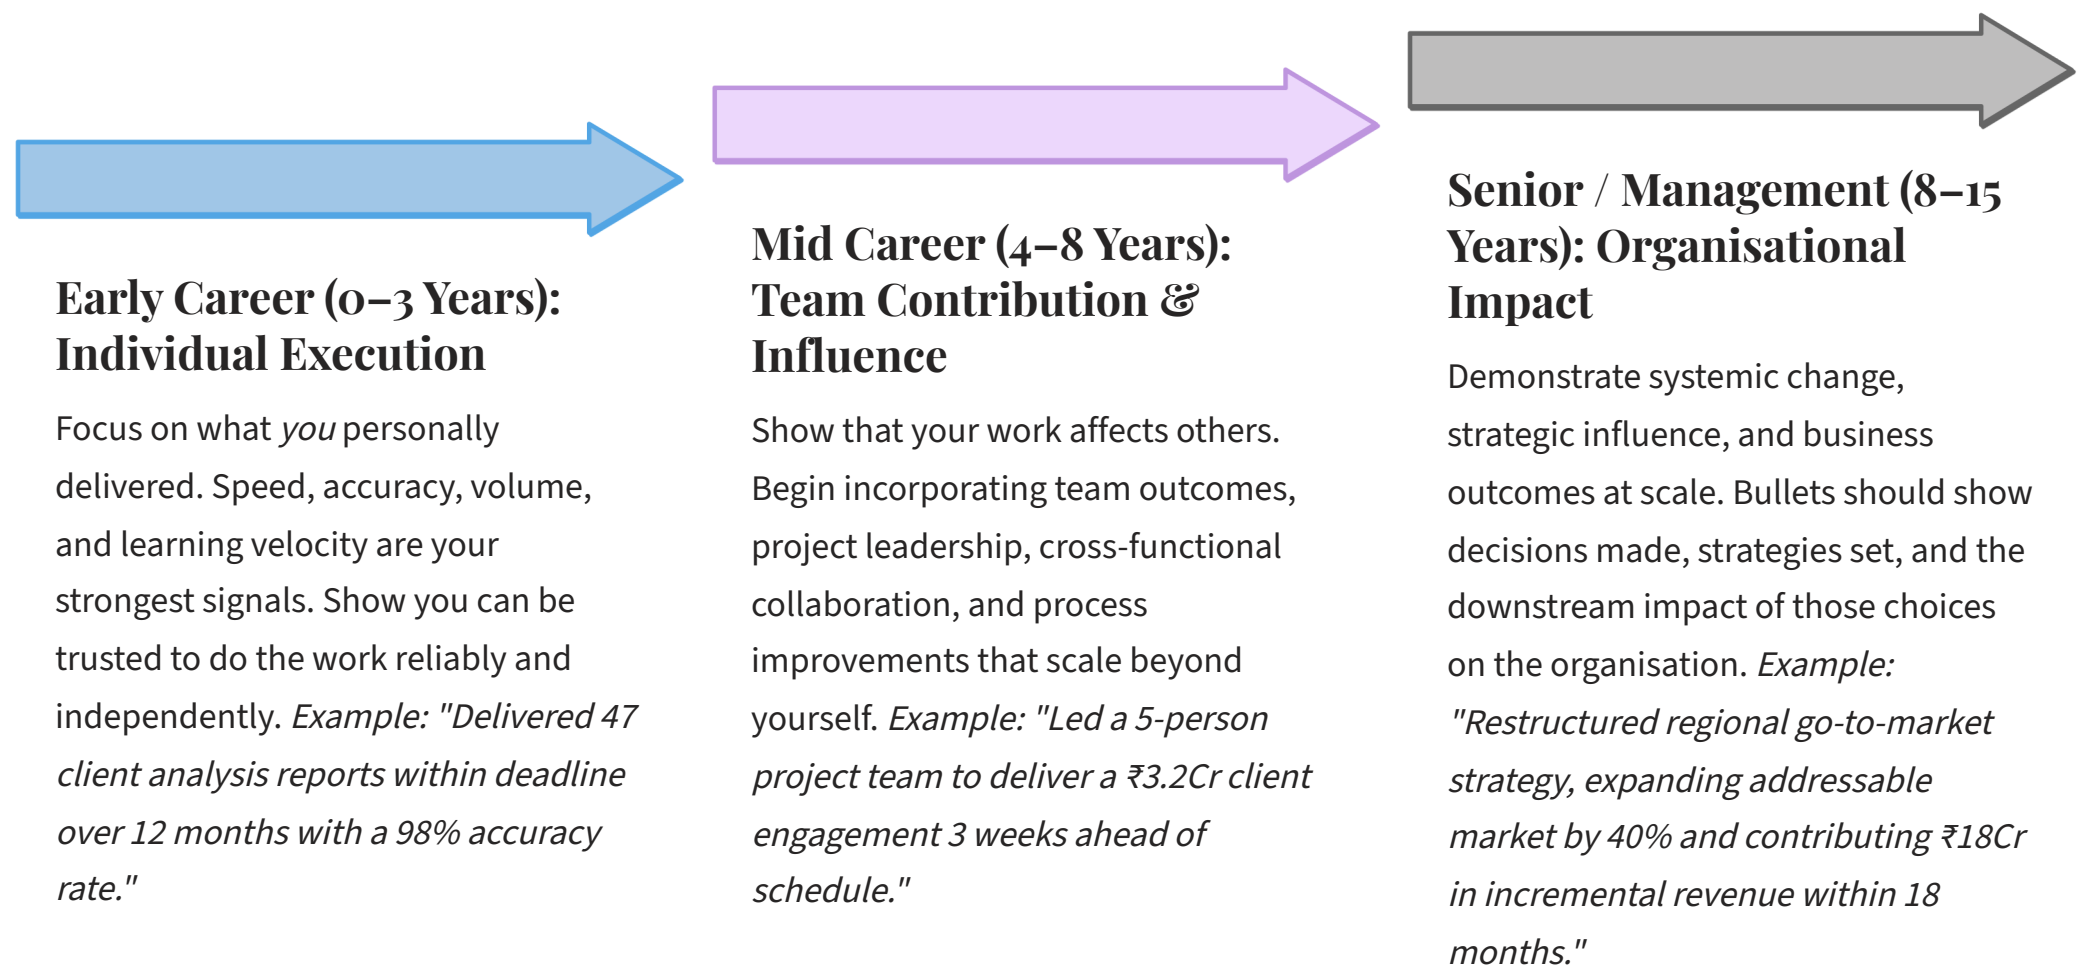 Early Career (0–3 Years):
Individual Execution
Focus on what you personally
delivered. Speed, accuracy, volume,
and learning velocity are your
strongest signals. Show you can be
trusted to do the work reliably and
independently. Example: "Delivered 47
client analysis reports within deadline
over 12 months with a 98% accuracy
rate."
Mid Career (4–8 Years):
Team Contribution &
Influence
Show that your work affects others.
Begin incorporating team outcomes,
project leadership, cross-functional
collaboration, and process
improvements that scale beyond
yourself. Example: "Led a 5-person
project team to deliver a ₹3.2Cr client
engagement 3 weeks ahead of
schedule."
Senior / Management (8–15
Years): Organisational
Impact
Demonstrate systemic change,
strategic influence, and business
outcomes at scale. Bullets should show
decisions made, strategies set, and the
downstream impact of those choices
on the organisation. Example:
"Restructured regional go-to-market
strategy, expanding addressable
market by 40% and contributing ₹18Cr
in incremental revenue within 18
months."